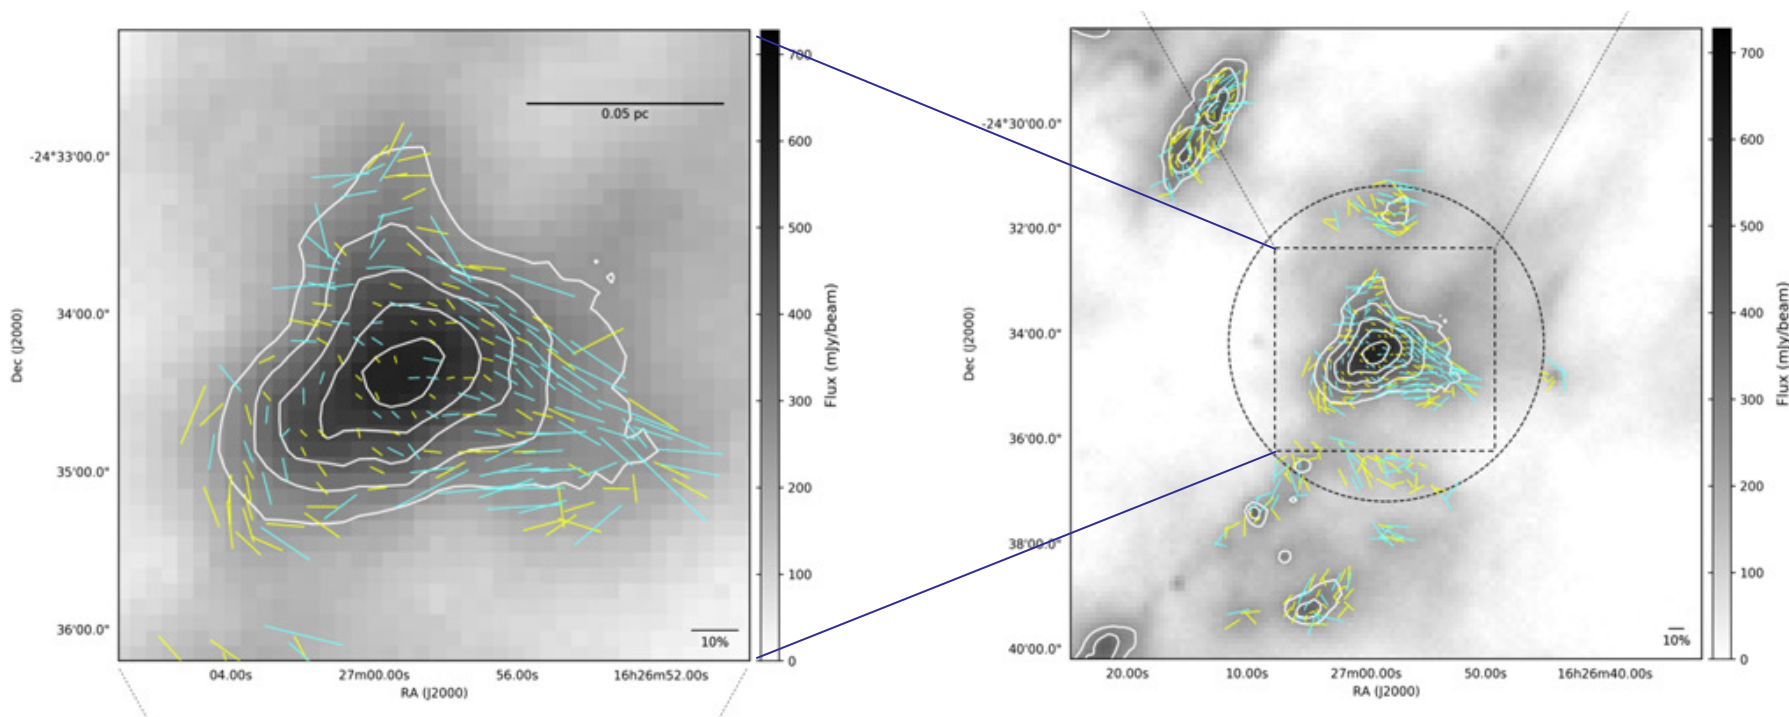 0.05 pc
-24°33'00.0"
34'00.0"
35'00.0"
36'00.0"
Dec (J2000)
10%
04.00s
27m00.00s
56.00s
16h26m52.00s
RA (J2000)
700
600
500
400
300
200
100
0
Flux (mJy/beam)
-24°30'00.0"
32'00.0"
34'00.0"
36'00.0"
38'00.0"
40'00.0"
Dec (J2000)
10%
20.00s
10.00s
27m00.00s
50.00s
16h26m40.00s
RA (J2000)
700
600
500
400
300
200
100
0
Flux (mJy/beam)